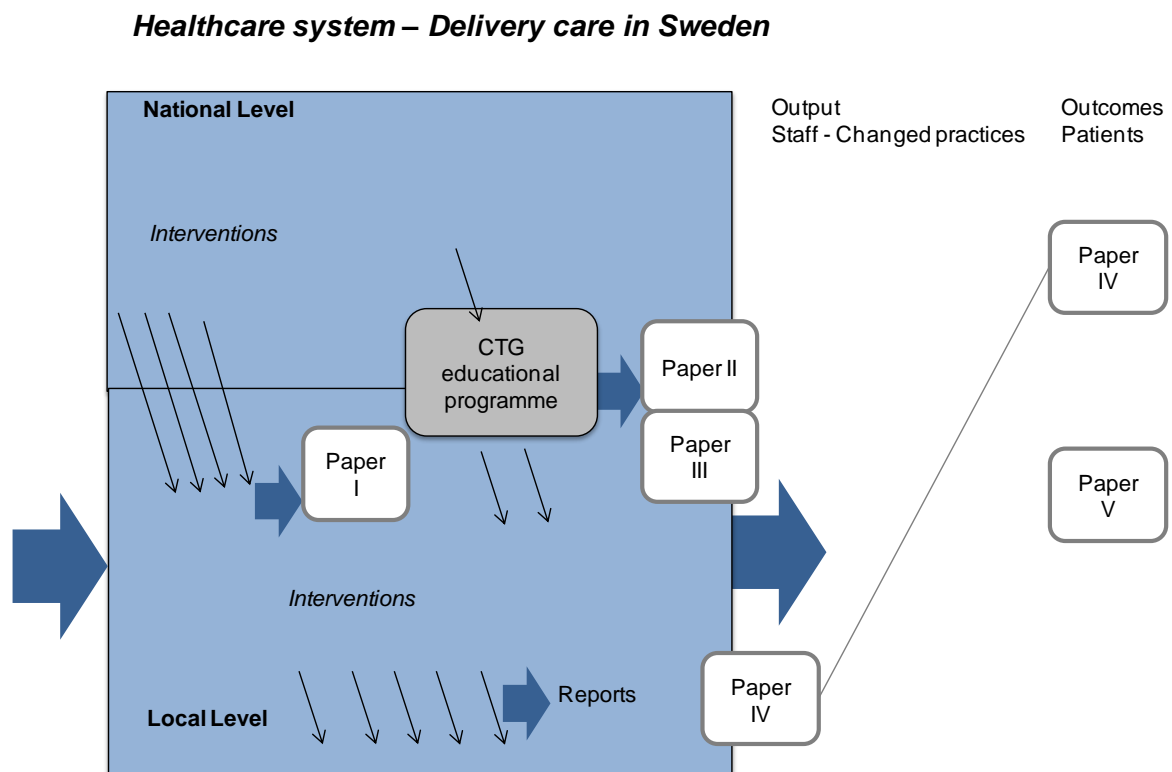 Healthcare system – Delivery care in Sweden
National Level
Output
Staff - Changed practices
Outcomes
Patients
Interventions
Paper
IV
CTG
educational
programme
Paper II
Paper
I
Paper
III
Paper
V
Interventions
Reports
Paper
IV
Local Level